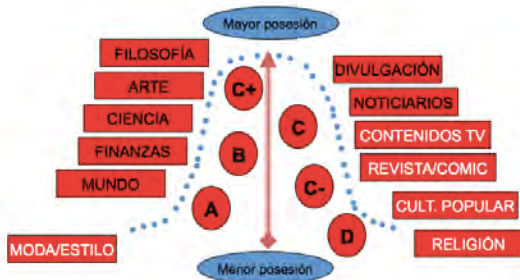 Mayor posesión
FILOSOFÍA
ARTE
CIENCIA
FINANZAS
MUNDO
MODA/ESTILO
C+
B
A
C
C-
D
DIVULGACIÓN
NOTICIARIOS
CONTENIDOS TV
REVISTA/COMIC
CULT. POPULAR
RELIGIÓN
Menor posesión